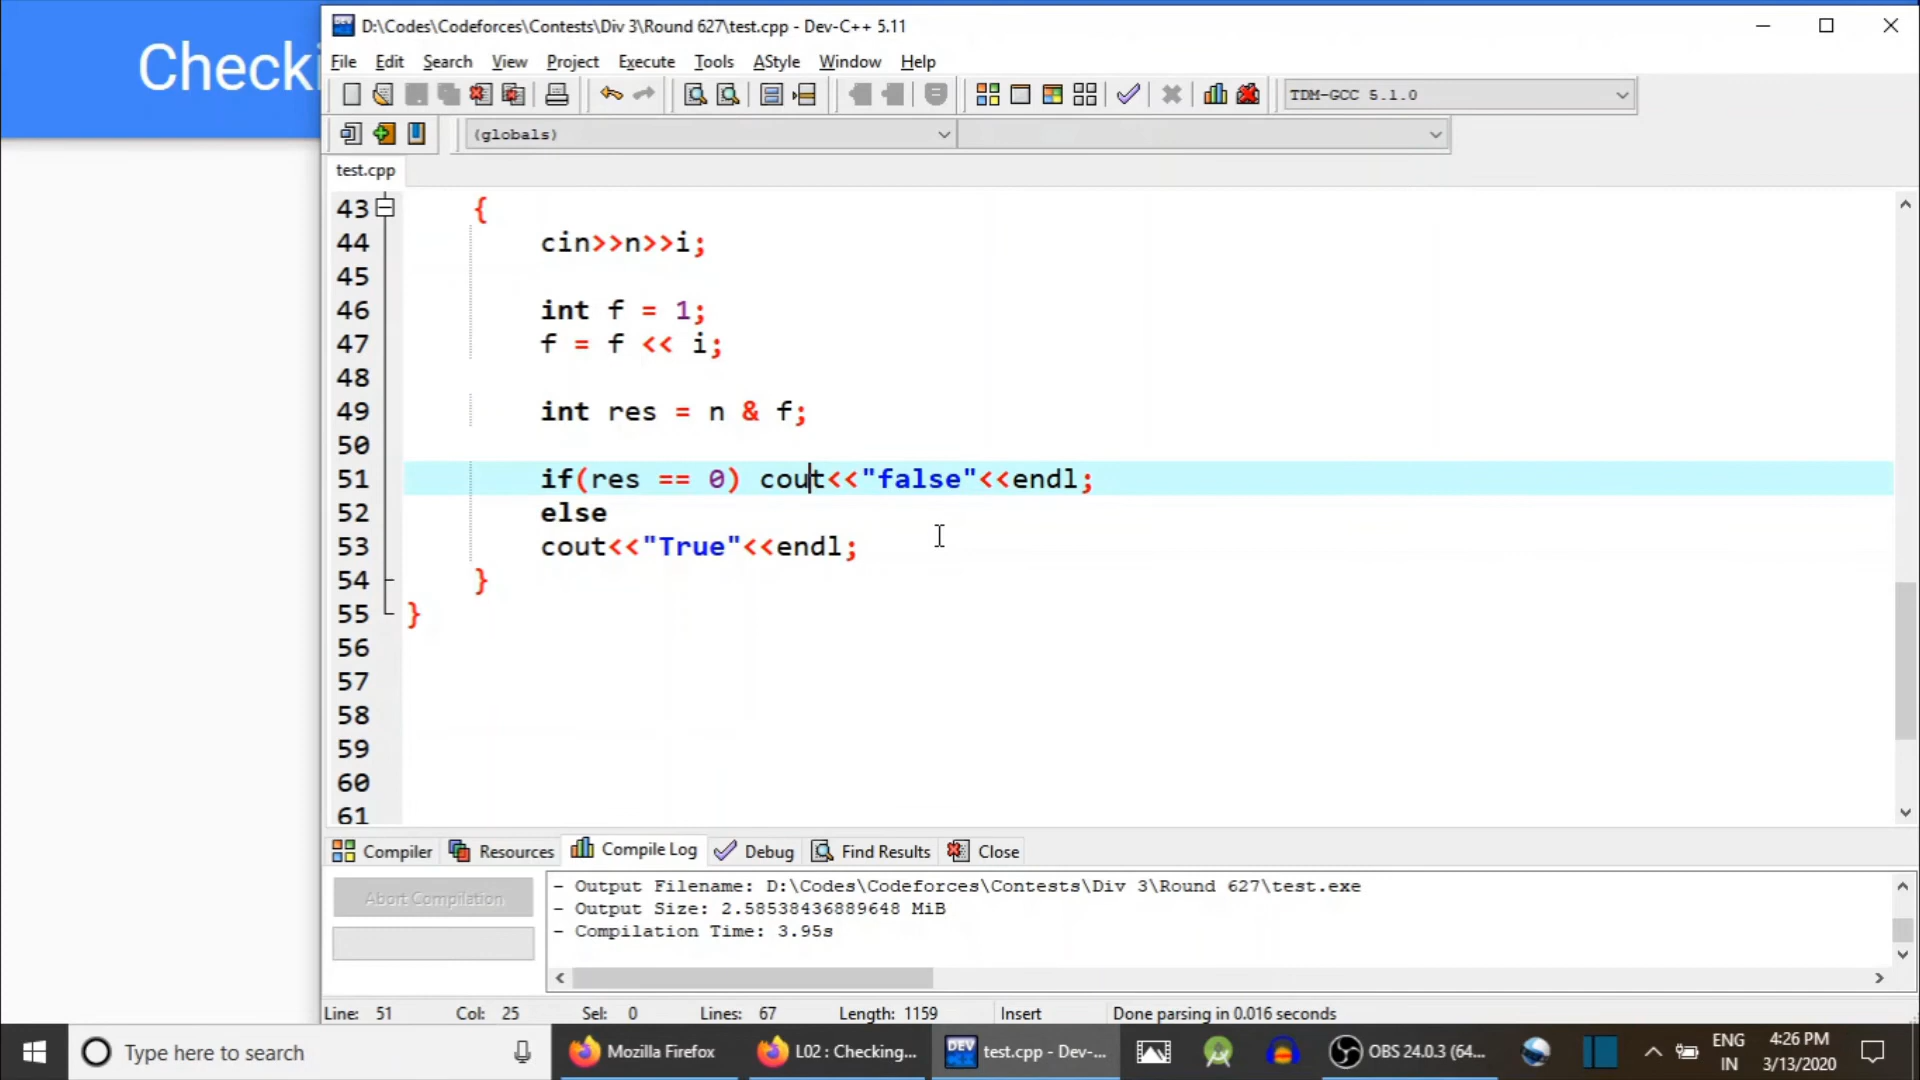 Checki
DEV
D:\Codes\Codeforces\Contests\Div 3\Round 627\test.cpp - Dev-C++ 5.11
File Edit Search View Project Execute Tools AStyle Window Help
TDM-GCC 5.1.0
(globals)
test.cpp
43 {
44 cin>>n>>i;
45
46 int f = 1;
47 f = f << i;
48
49 int res = n & f;
50
51 if(res == 0) cout<<"false"<<endl;
52 else
53 cout<<"True"<<endl;
54 }
55 }
56
57
58
59
60
61
Compiler Resources Compile Log Debug Find Results Close
Abort Compilation
- Output Filename: D:\Codes\Codeforces\Contests\Div 3\Round 627\test.exe
- Output Size: 2.58538436889648 MiB
- Compilation Time: 3.95s
Line: 51 Col: 25 Sel: 0 Lines: 67 Length: 1159 Insert Done parsing in 0.016 seconds
Type here to search
Mozilla Firefox
L02 : Checking...
DEV
test.cpp - Dev-...
OBS 24.0.3 (64...
ENG
IN
4:26 PM
3/13/2020